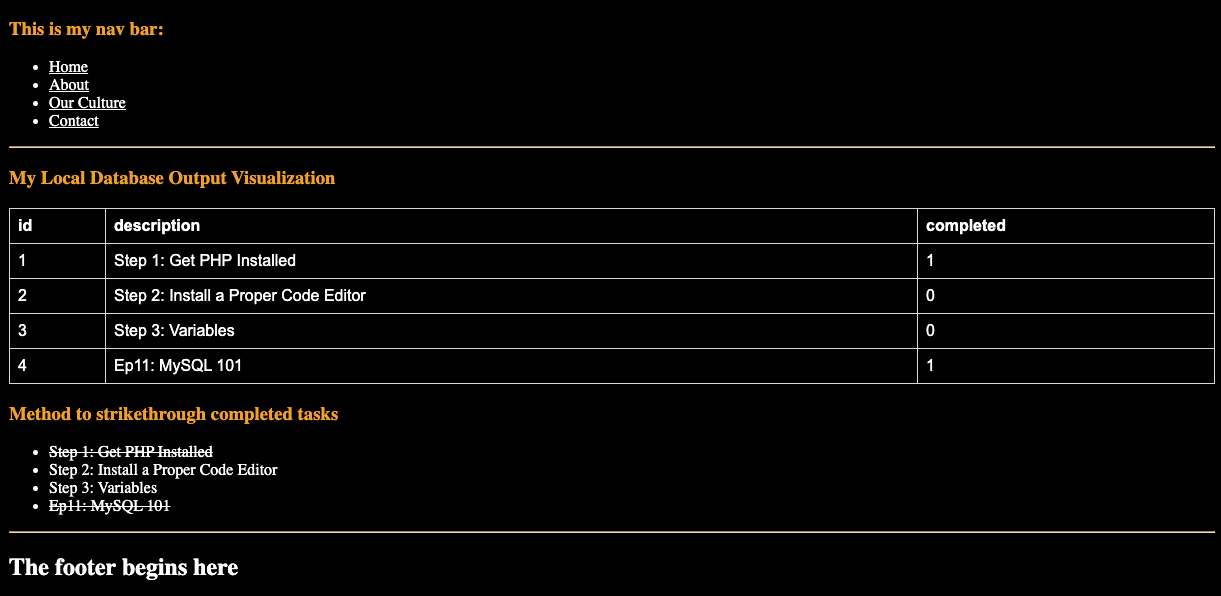 This is my nav bar:
Home
About
Our Culture
Contact
My Local Database Output Visualization
id description completed
1 Step 1: Get PHP Installed 1
2 Step 2: Install a Proper Code Editor 0
3 Step 3: Variables 0
4 Ep11: MySQL 101 1
Method to strikethrough completed tasks
Step 1: Get PHP Installed
Step 2: Install a Proper Code Editor
Step 3: Variables
Ep11: MySQL 101
The footer begins here